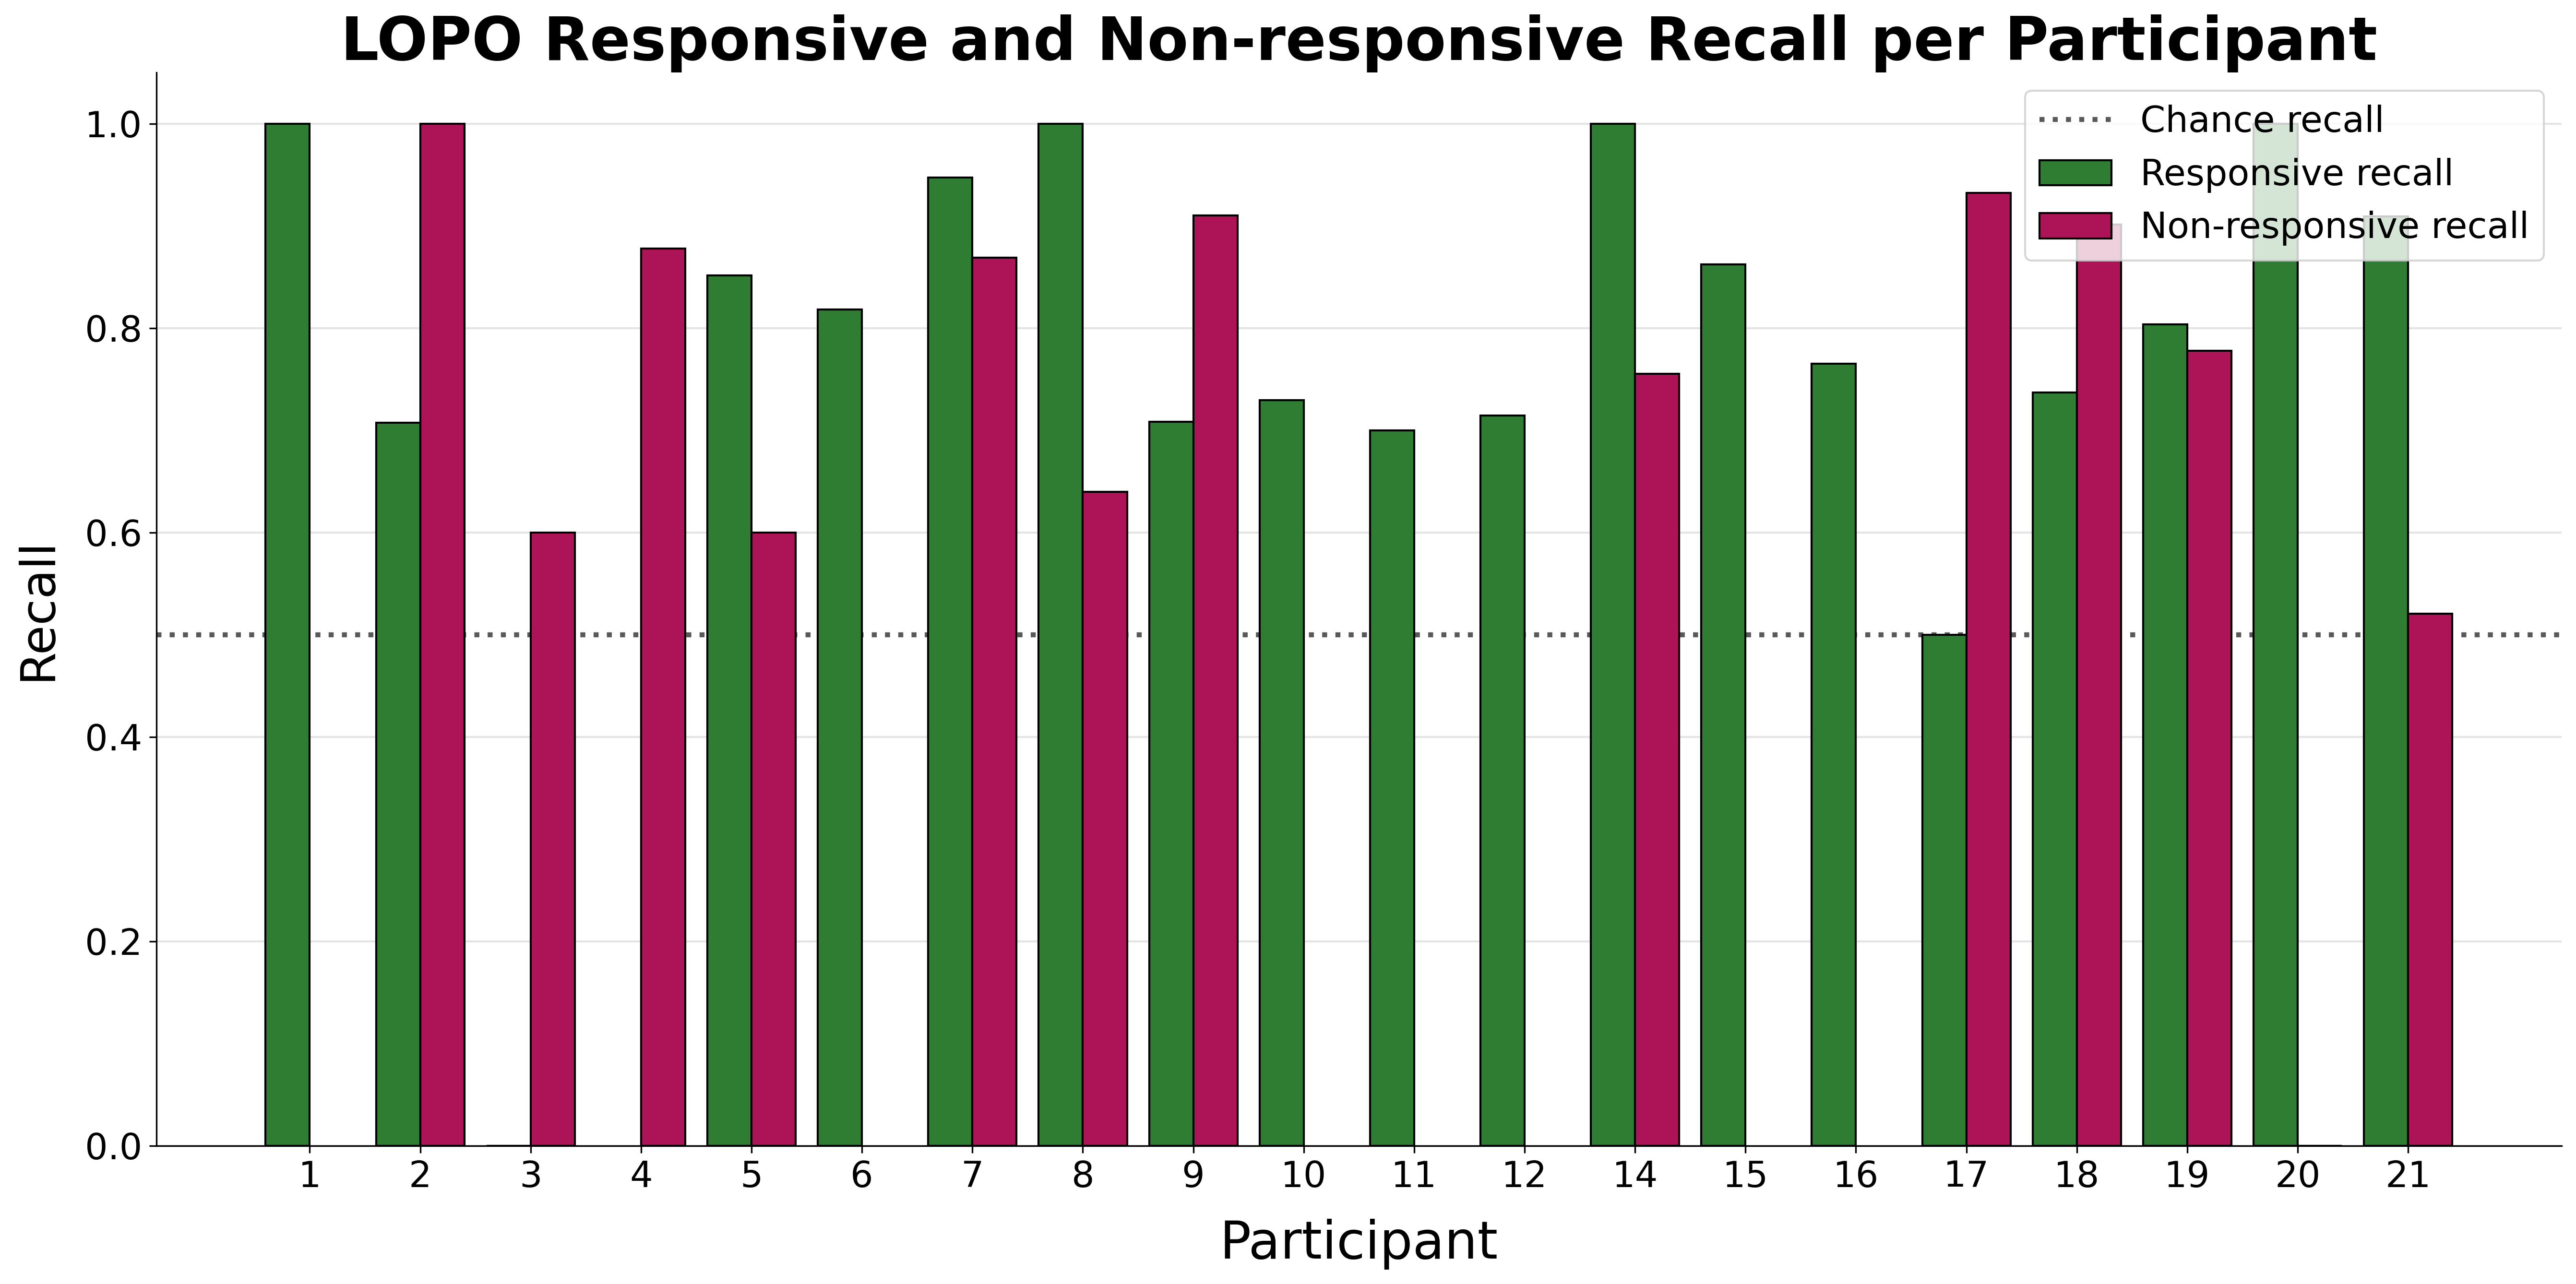 LOPO Responsive and Non-responsive Recall per Participant
Chance recall
Responsive recall
Non-responsive recall
1.0
0.8
0.6
0.4
0.2
0.0
Recall
1 2 3 4 5 6 7 8 9 10 11 12 14 15 16 17 18 19 20 21
Participant